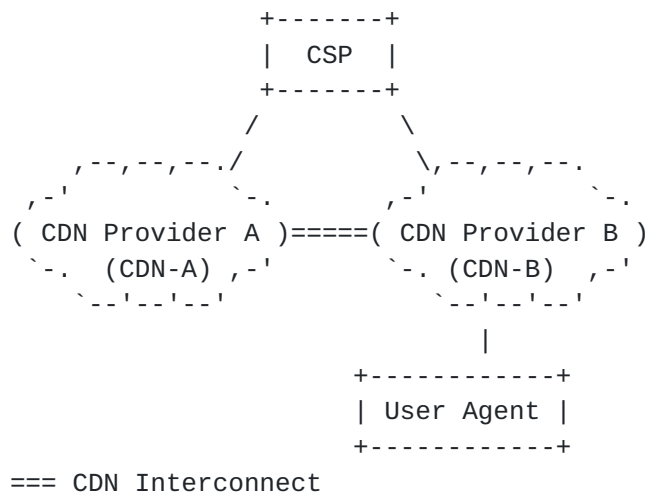 +-------+
|  CSP  |
+-------+
/         \
,--,--,--./           \,--,--,--.
,-'          `-.       ,-'          `-.
( CDN Provider A )=====( CDN Provider B )
`-.  (CDN-A) ,-'       `-. (CDN-B)  ,-'
`--'--'--'             `--'--'--'
|
+------------+
| User Agent |
+------------+
=== CDN Interconnect